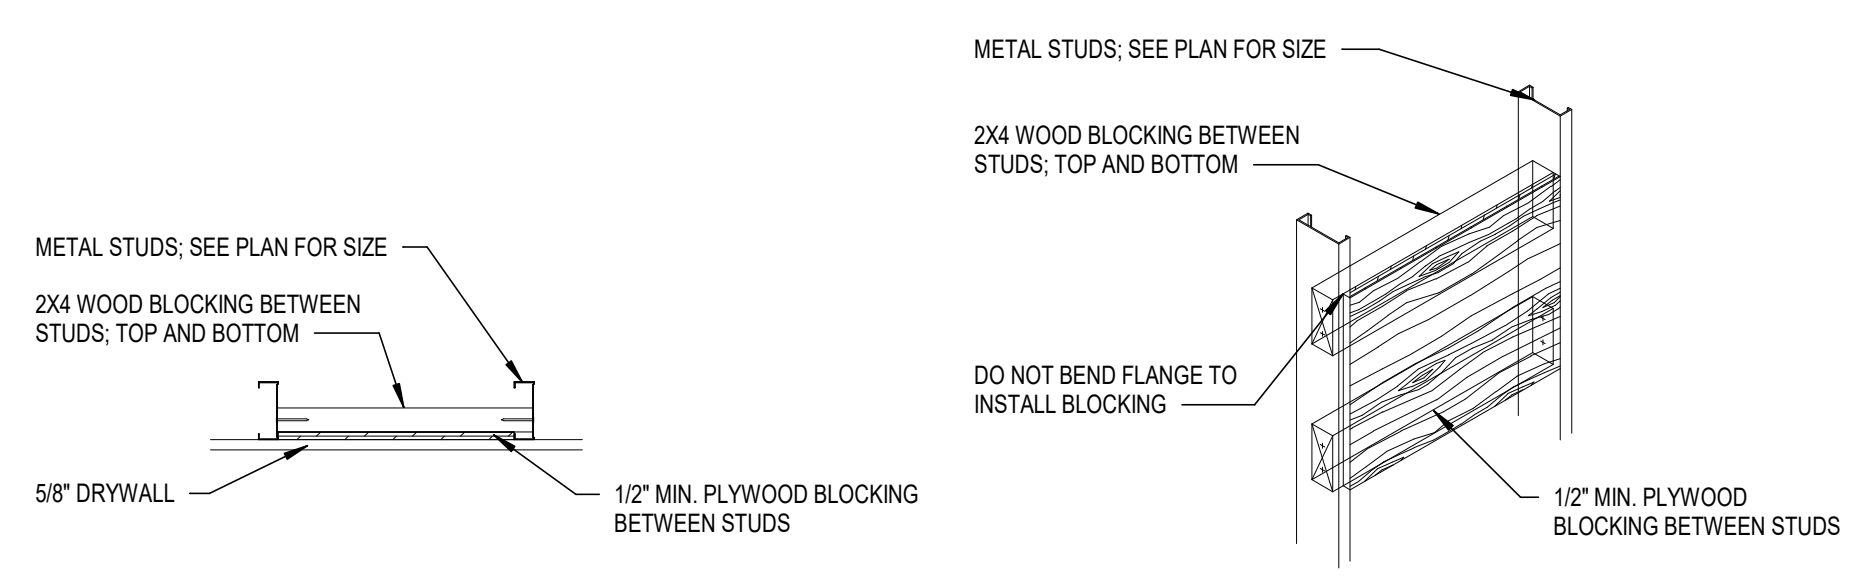 METAL STUDS; SEE PLAN FOR SIZE
2X4 WOOD BLOCKING BETWEEN
STUDS; TOP AND BOTTOM
5/8" DRYWALL
1/2" MIN. PLYWOOD BLOCKING
BETWEEN STUDS
METAL STUDS; SEE PLAN FOR SIZE
2X4 WOOD BLOCKING BETWEEN
STUDS; TOP AND BOTTOM
DO NOT BEND FLANGE TO
INSTALL BLOCKING
1/2" MIN. PLYWOOD
BLOCKING BETWEEN STUDS